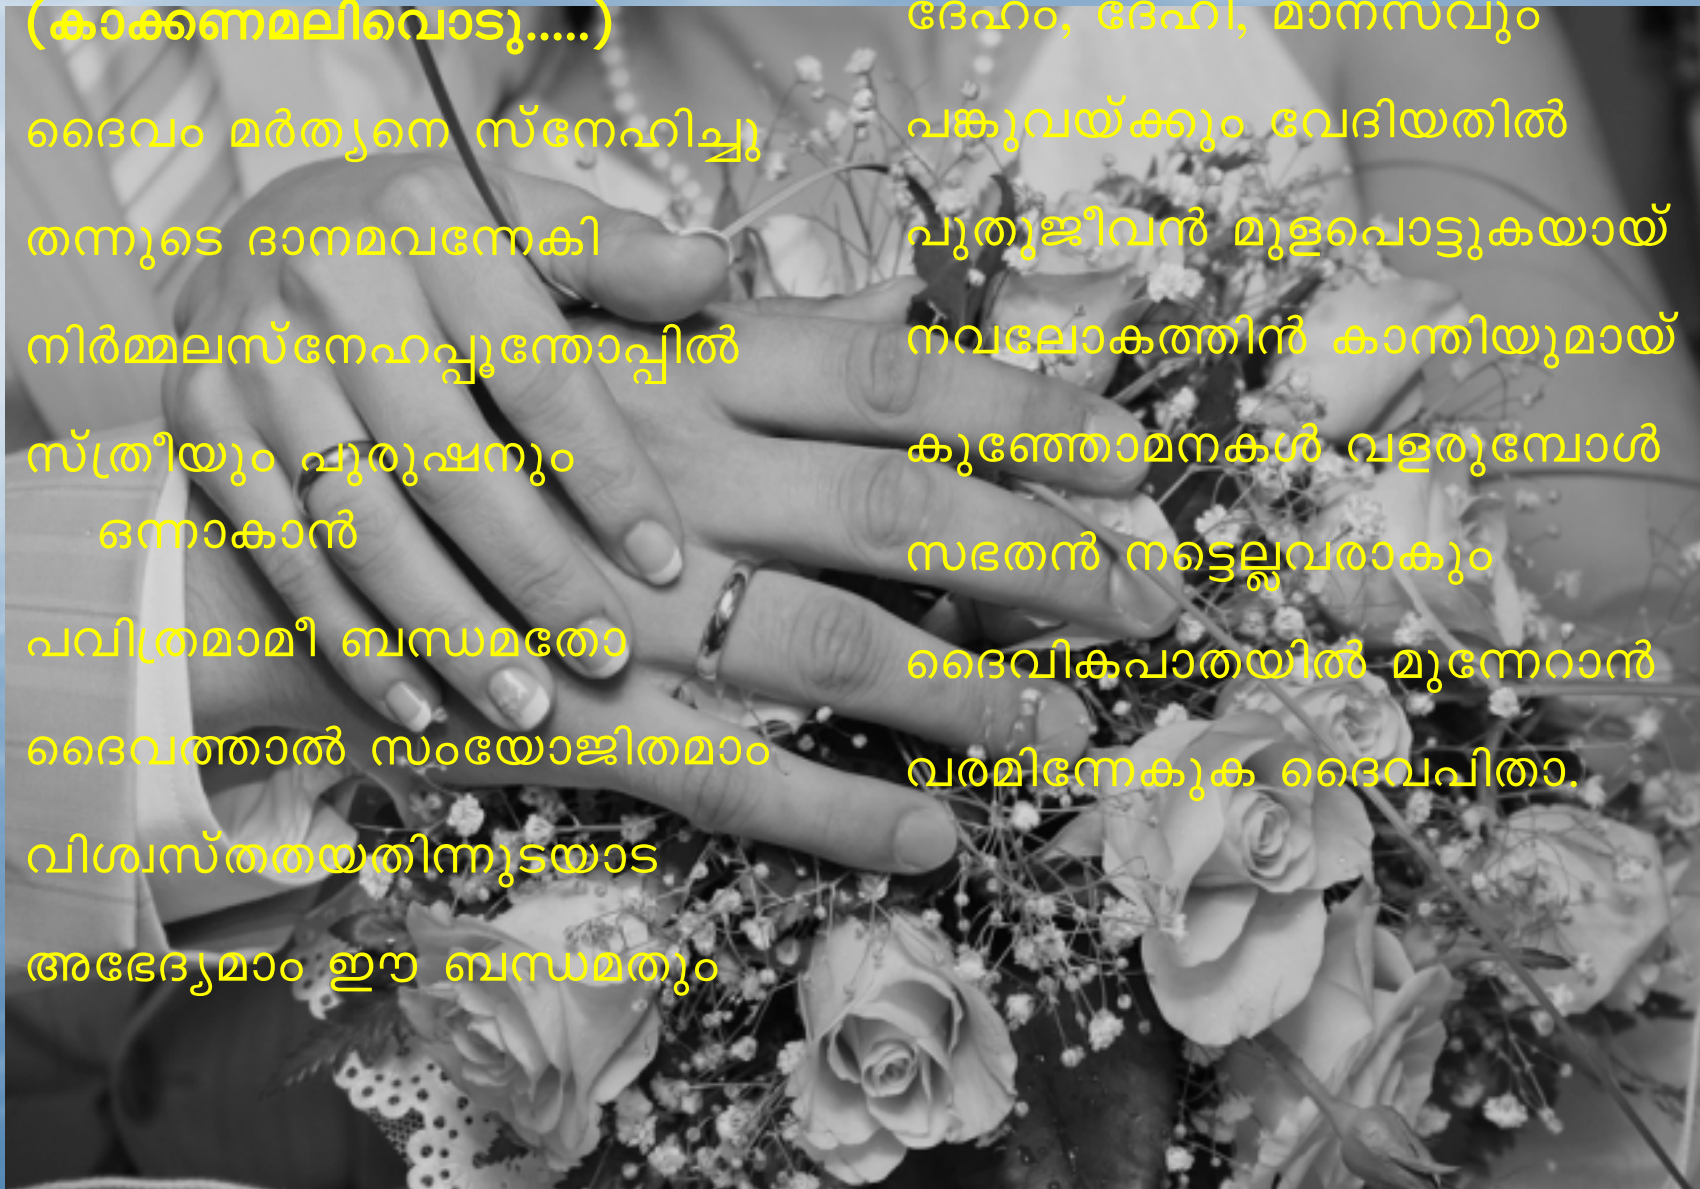 (കാക്കണമലിവൊടു.....)
ദൈവം മർത്യനെ സ്നേഹിച്ചു
തന്നുടെ ദാനമവന്നേകി
നിർമ്മലസ്നേഹപ്പൂന്തോപ്പിൽ
സ്ത്രീയും പുരുഷനും
ഒന്നാകാൻ
പവിത്രമാമീ ബന്ധമതോ
ദൈവത്താൽ സംയോജിതമാം
വിശ്വസ്തതയതിന്നുടയാട
അഭേദ്യമാം ഈ ബന്ധമതും
ദേഹം, ദേഹി, മാനസവും
പങ്കുവയ്ക്കും വേദിയതിൽ
പുതുജീവൻ മുളപൊട്ടുകയായ്
നവലോകത്തിൻ കാന്തിയുമായ്
കുഞ്ഞോമനകൾ വളരുമ്പോൾ
സഭതൻ നട്ടെല്ലവരാകും
ദൈവികപാതയിൽ മുന്നേറാൻ
വരമിന്നേകുക ദൈവപിതാ.